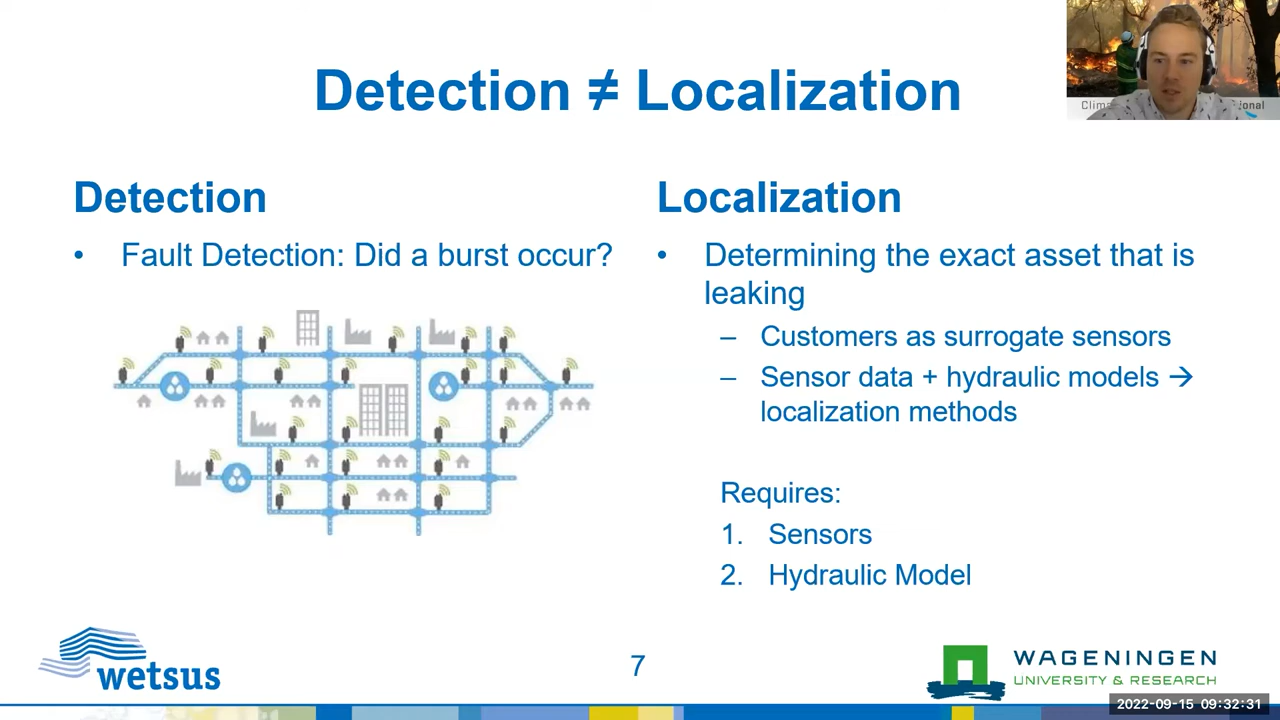 Detection ≠ Localization
Detection
• Fault Detection: Did a burst occur?
Localization
• Determining the exact asset that is
leaking
– Customers as surrogate sensors
– Sensor data + hydraulic models →
localization methods
Requires:
1. Sensors
2. Hydraulic Model
wetsus
7
WAGENINGEN
UNIVERSITY & RESEARCH
2022-09-15 09:32:31